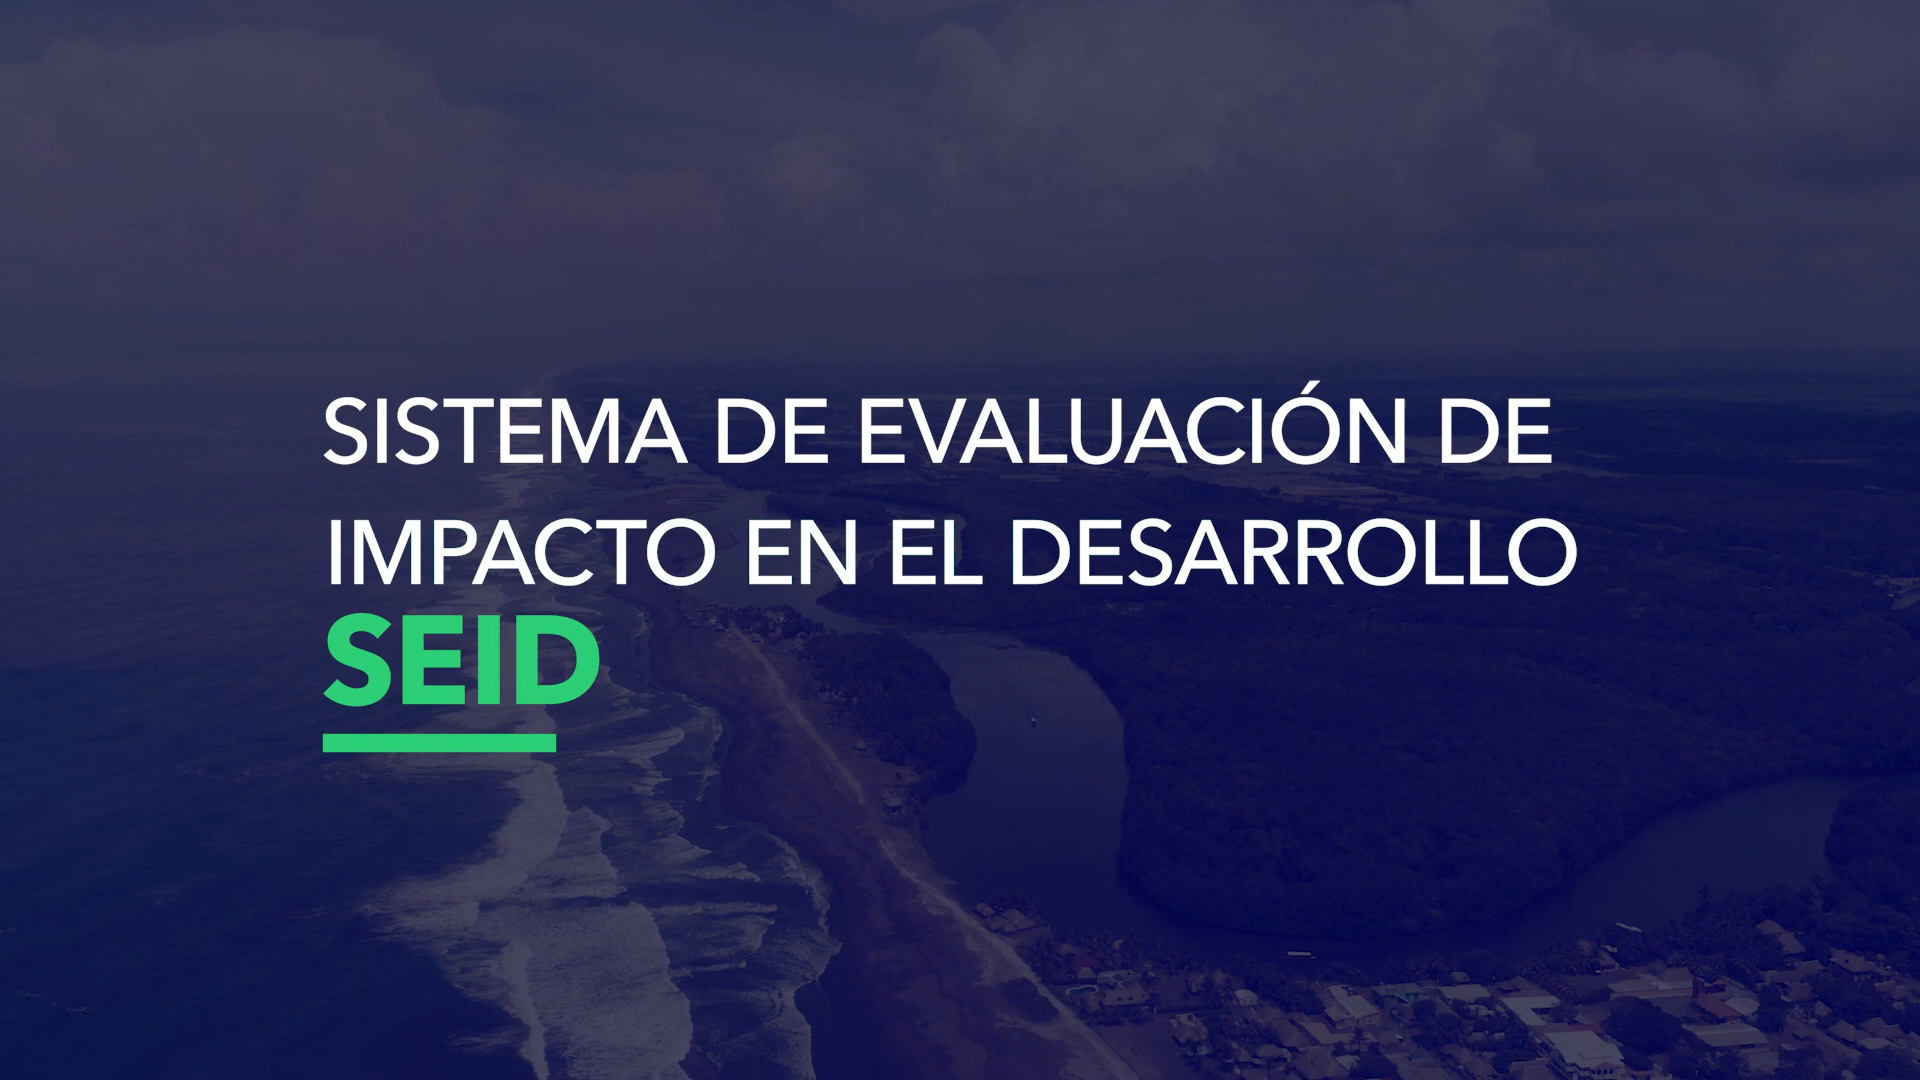 SISTEMA DE EVALUACIÓN DE
IMPACTO EN EL DESARROLLO
SEID